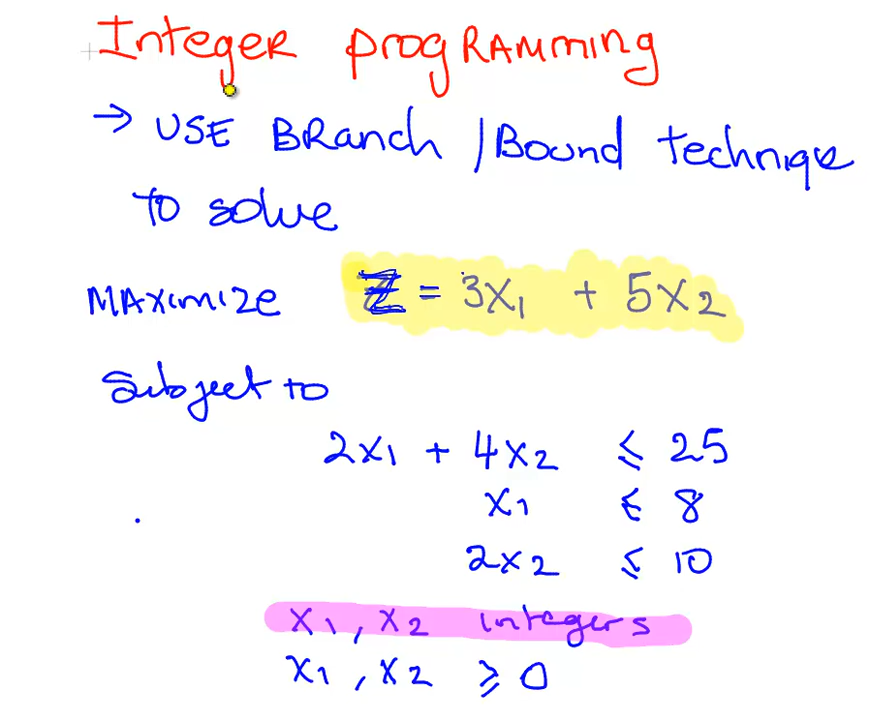 Integer programming
→ USE Branch / Bound Technique
to solve
Maximize Z = 3x₁ + 5x₂
Subject to
2x₁ + 4x₂ ≤ 25
x₁ ≤ 8
2x₂ ≤ 10
x₁, x₂ integers
x₁, x₂ ≥ 0